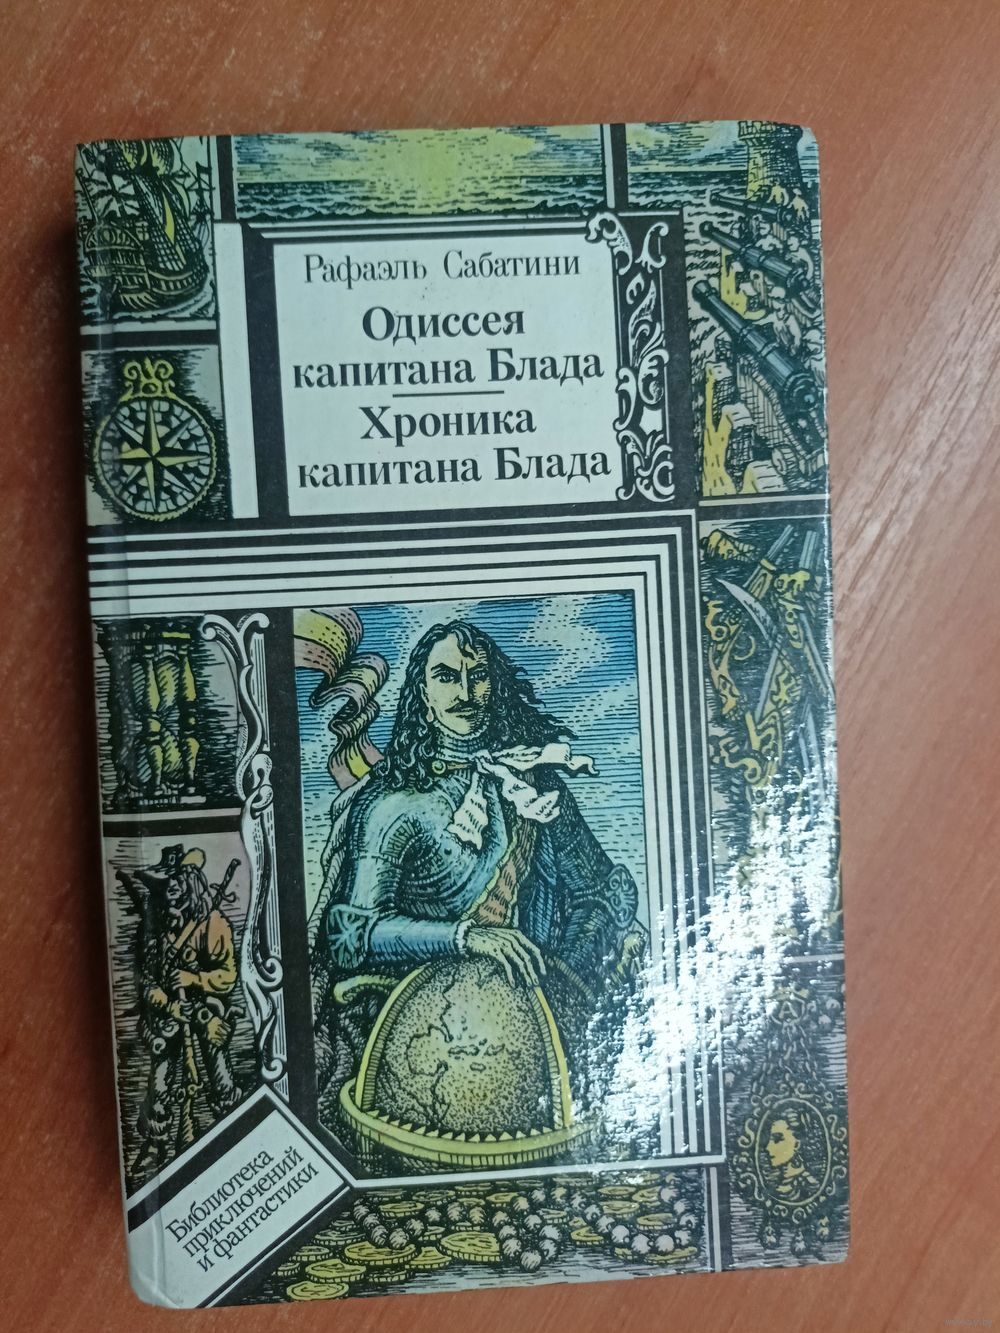 Рафаэль Сабатини
Одиссея
капитана Блада
Хроника
капитана Блада
Библиотека
приключений
и фантастики